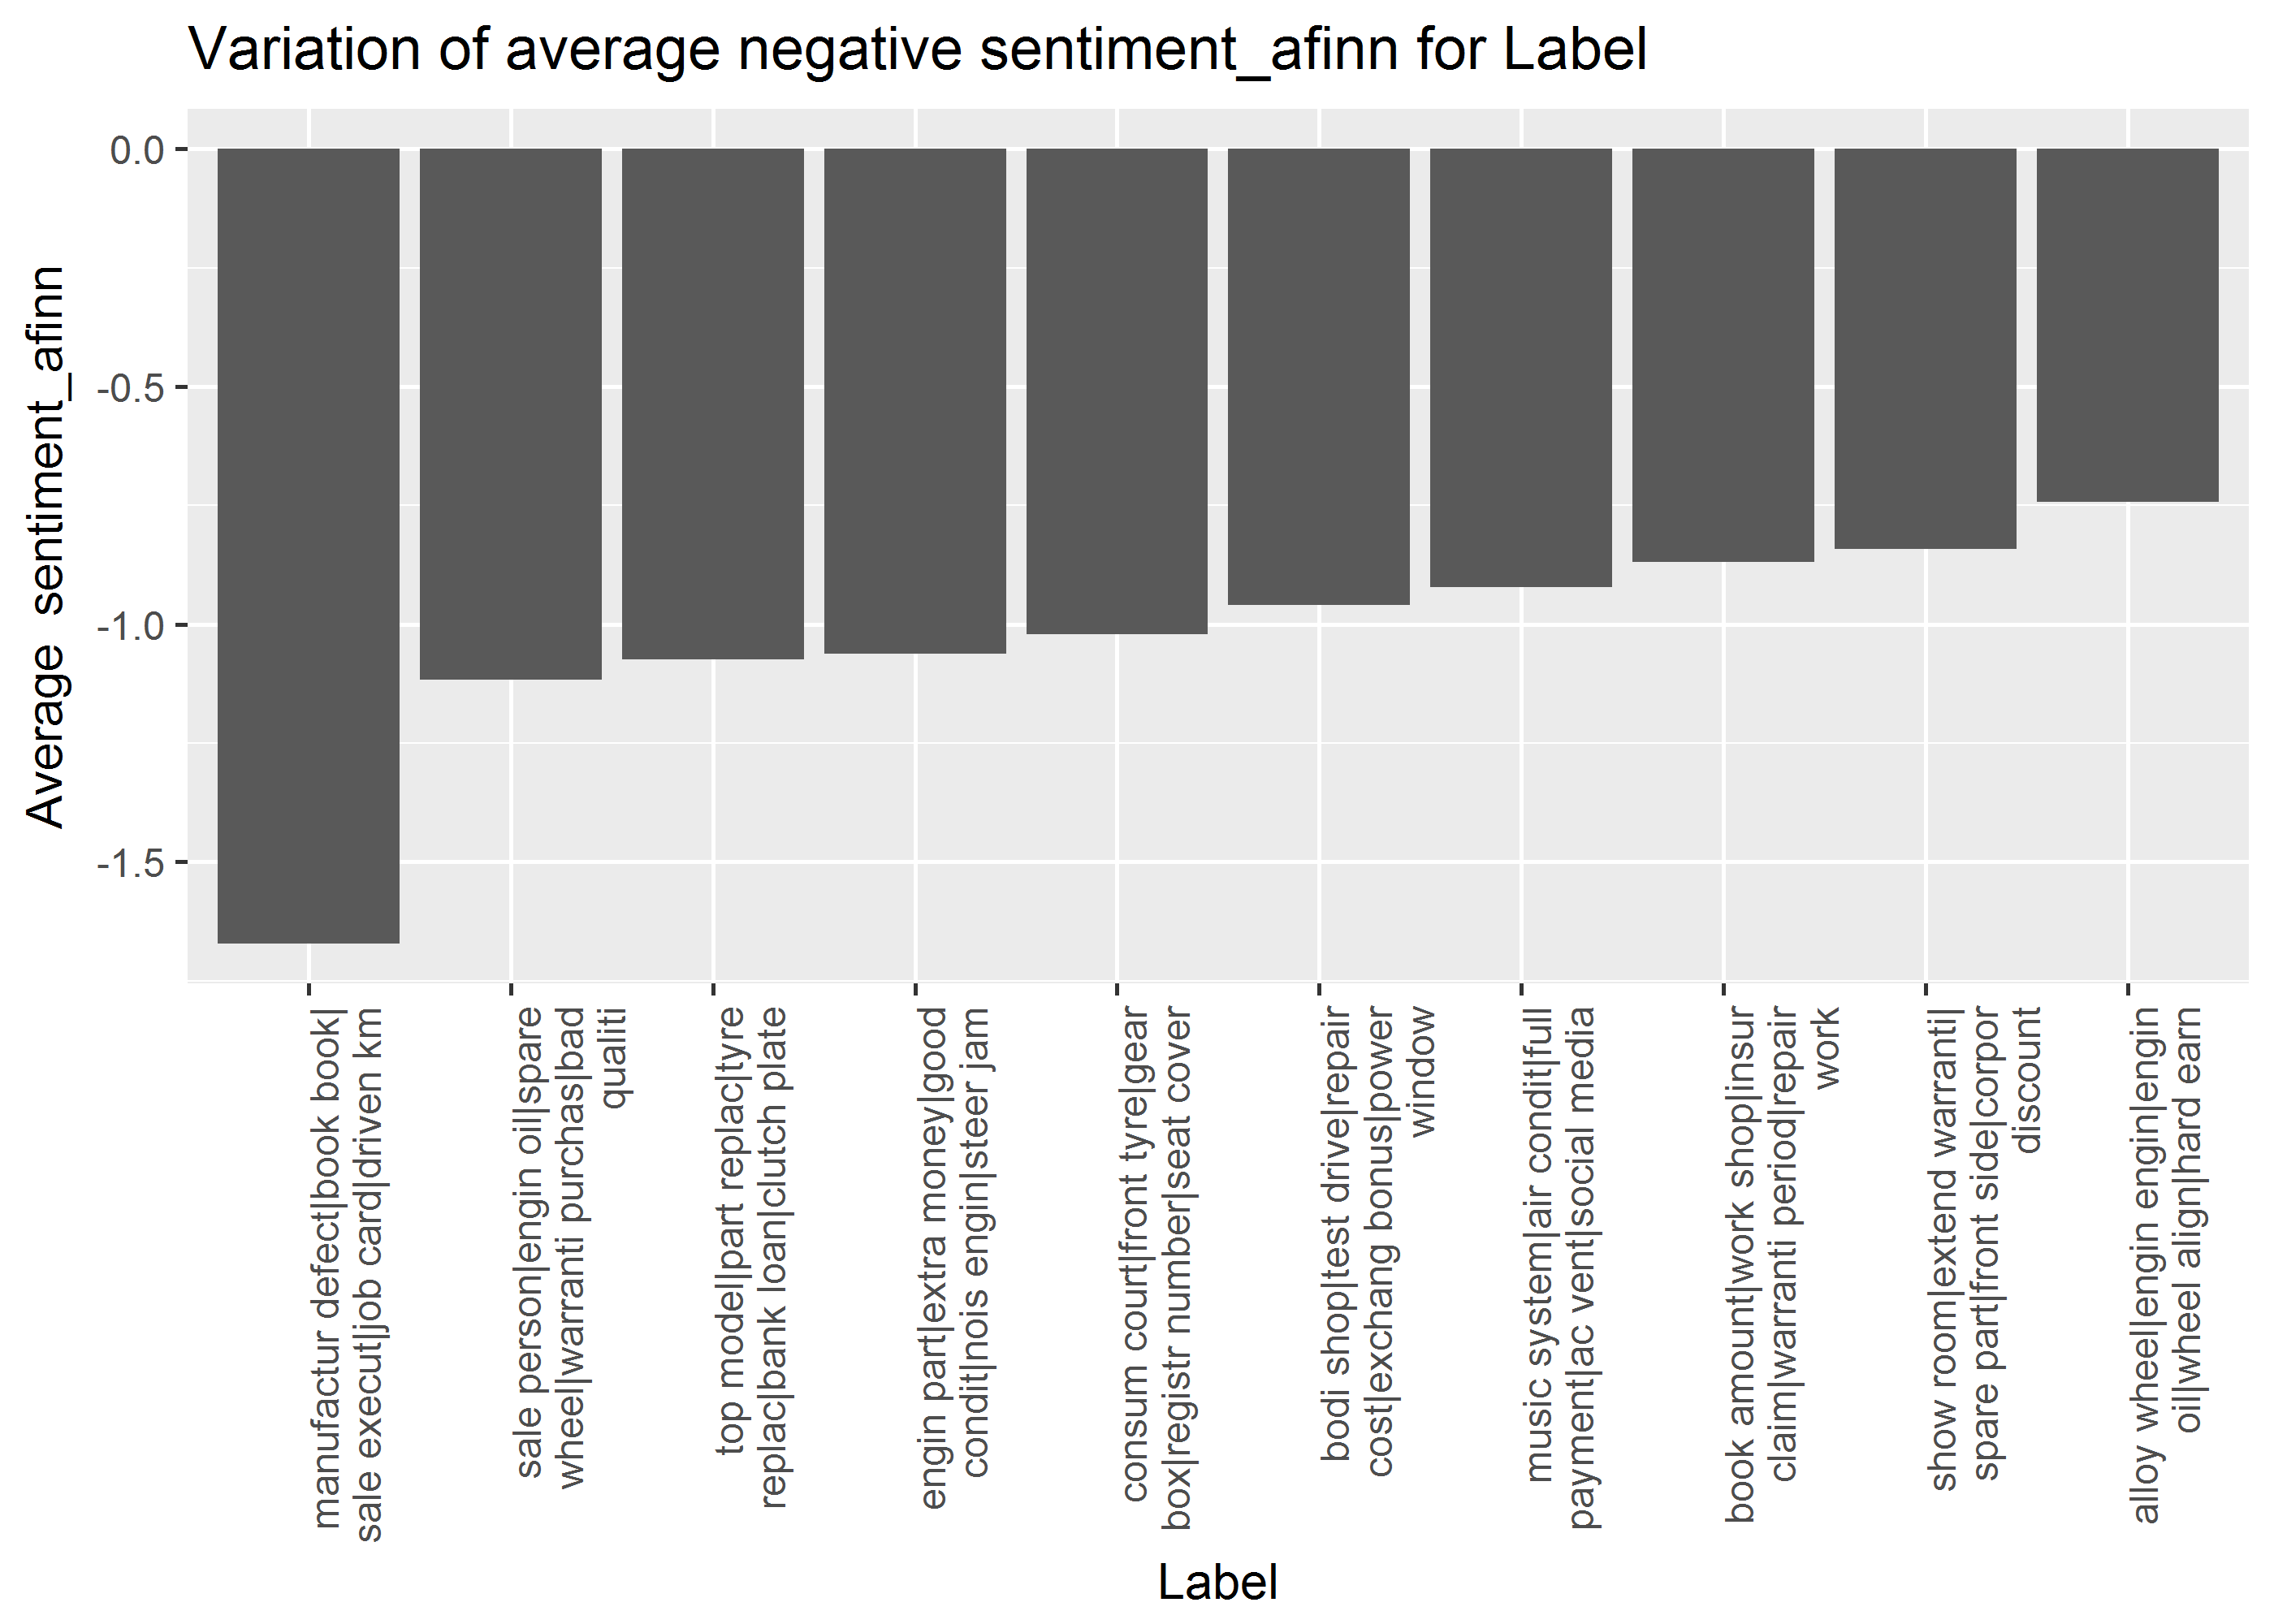 Variation of average negative sentiment_afinn for Label
Average  sentiment_afinn
0.0
-0.5
-1.0
-1.5
manufactur defect|book book|
sale execut|job card|driven km
sale person|engin oil|spare
wheel|warranti purchas|bad
qualiti
top model|part replac|tyre
replac|bank loan|clutch plate
engin part|extra money|good
condit|nois engin|steer jam
consum court|front tyre|gear
box|registr number|seat cover
bodi shop|test drive|repair
cost|exchang bonus|power
window
music system|air condit|full
payment|ac vent|social media
book amount|work shop|insur
claim|warranti period|repair
work
show room|extend warranti|
spare part|front side|corpor
discount
alloy wheel|engin engin|engin
oil|wheel align|hard earn
Label